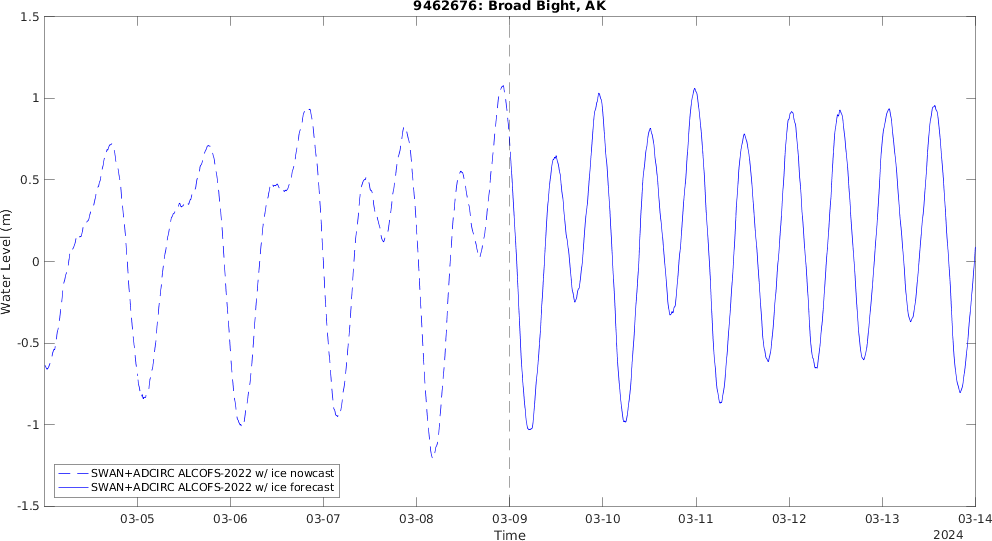 9462676: Broad Bight, AK
1.5
1
0.5
0
-0.5
-1
-1.5
Water Level (m)
SWAN+ADCIRC ALCOFS-2022 w/ ice nowcast
SWAN+ADCIRC ALCOFS-2022 w/ ice forecast
03-05 03-06 03-07 03-08 03-09 03-10 03-11 03-12 03-13 03-14
Time
2024